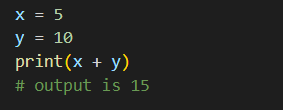 x = 5
y = 10
print(x + y)
# output is 15